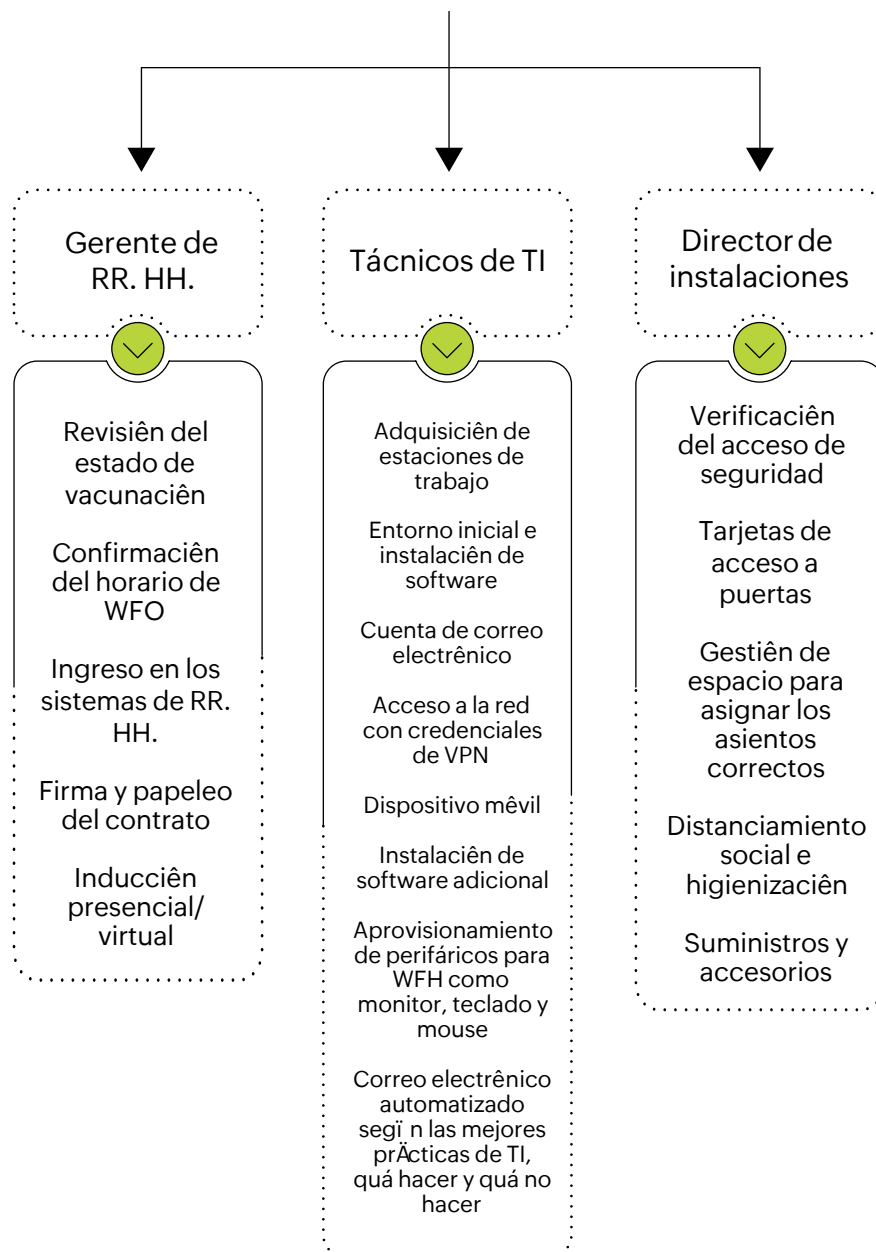 Gerente de
RR. HH.
Revisiên del
estado de
vacunaciên
Confirmaciên
del horario de
WFO
Ingreso en los
sistemas de RR.
HH.
Firma y papeleo
del contrato
Inducciên
presencial/
virtual
Tácnicos de TI
Adquisiciên de
estaciones de
trabajo
Entorno inicial e
instalaciên de
software
Cuenta de correo
electrênico
Acceso a la red
con credenciales
de VPN
Dispositivo mêvil
Instalaciên de
software adicional
Aprovisionamiento
de perifáricos para
WFH como
monitor, teclado y
mouse
Correo electrênico
automatizado
segï n las mejores
prÄcticas de TI,
quá hacer y quá no
hacer
Director de
instalaciones
Verificaciên
del acceso de
seguridad
Tarjetas de
acceso a
puertas
Gestiên de
espacio para
asignar los
asientos
correctos
Distanciamiento
social e
higienizaciên
Suministros y
accesorios